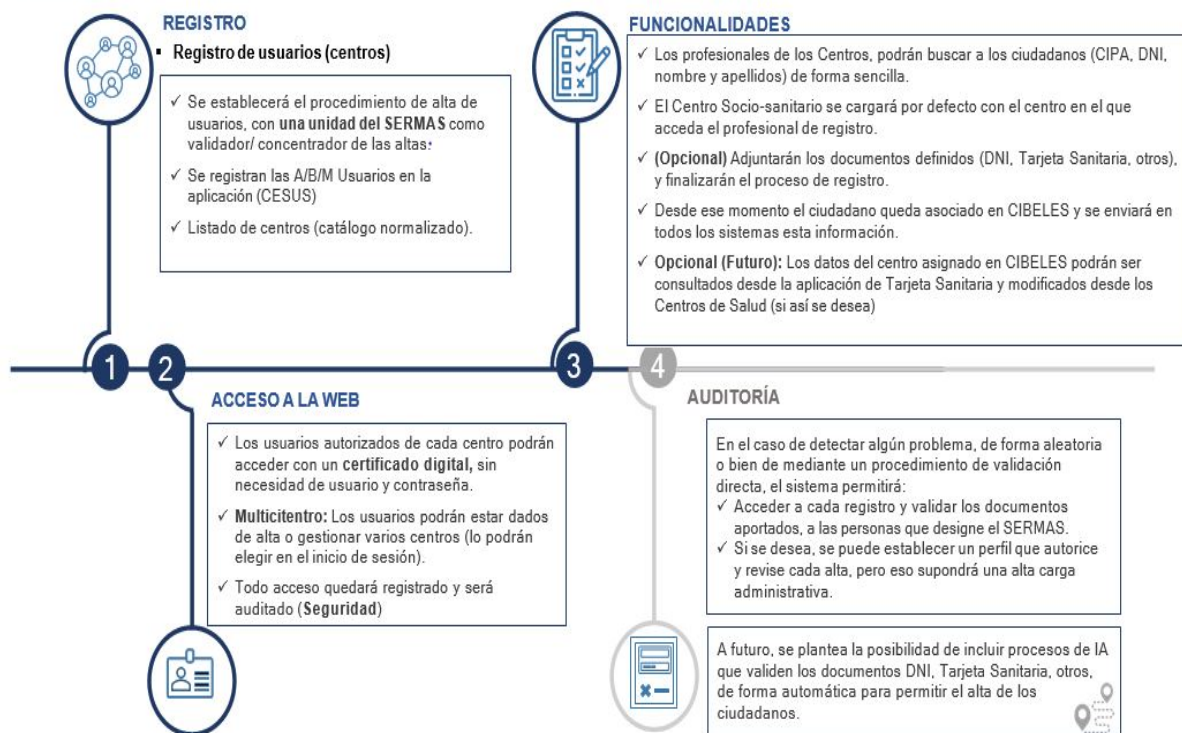 REGISTRO
▪ Registro de usuarios (centros)
✓ Se establecerá el procedimiento de alta de
usuarios, con una unidad del SERMAS como
validador/ concentrador de las altas:
✓ Se registran las A/B/M Usuarios en la
aplicación (CESUS)
✓ Listado de centros (catálogo normalizado).
FUNCIONALIDADES
✓ Los profesionales de los Centros, podrán buscar a los ciudadanos (CIPA, DNI,
nombre y apellidos) de forma sencilla.
✓ El Centro Socio-sanitario se cargará por defecto con el centro en el que
acceda el profesional de registro.
✓ (Opcional) Adjuntarán los documentos definidos (DNI, Tarjeta Sanitaria, otros),
y finalizarán el proceso de registro.
✓ Desde ese momento el ciudadano queda asociado en CIBELES y se enviará en
todos los sistemas esta información.
✓ Opcional (Futuro): Los datos del centro asignado en CIBELES podrán ser
consultados desde la aplicación de Tarjeta Sanitaria y modificados desde los
Centros de Salud (si así se desea)
1 2 3 4
ACCESO A LA WEB
✓ Los usuarios autorizados de cada centro podrán
acceder con un certificado digital, sin
necesidad de usuario y contraseña.
✓ Multicitentro: Los usuarios podrán estar dados
de alta o gestionar varios centros (lo podrán
elegir en el inicio de sesión).
✓ Todo acceso quedará registrado y será
auditado (Seguridad)
AUDITORÍA
En el caso de detectar algún problema, de forma aleatoria
o bien de mediante un procedimiento de validación
directa, el sistema permitirá:
✓ Acceder a cada registro y validar los documentos
aportados, a las personas que designe el SERMAS.
✓ Si se desea, se puede establecer un perfil que autorice
y revise cada alta, pero eso supondrá una alta carga
administrativa.
A futuro, se plantea la posibilidad de incluir procesos de IA
que validen los documentos DNI, Tarjeta Sanitaria, otros,
de forma automática para permitir el alta de los
ciudadanos.